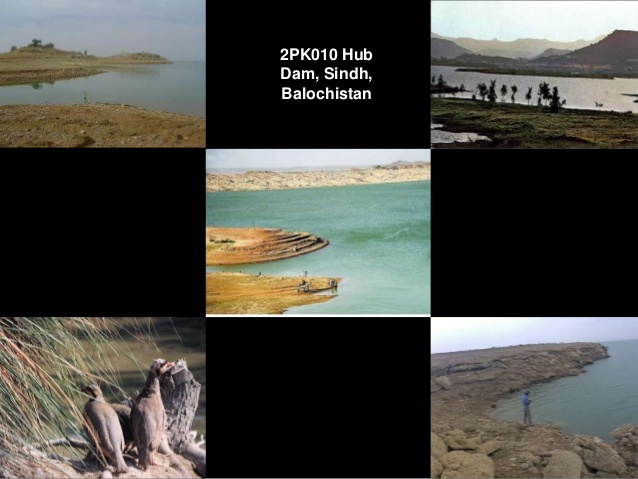 2PK010 Hub
Dam, Sindh,
Balochistan